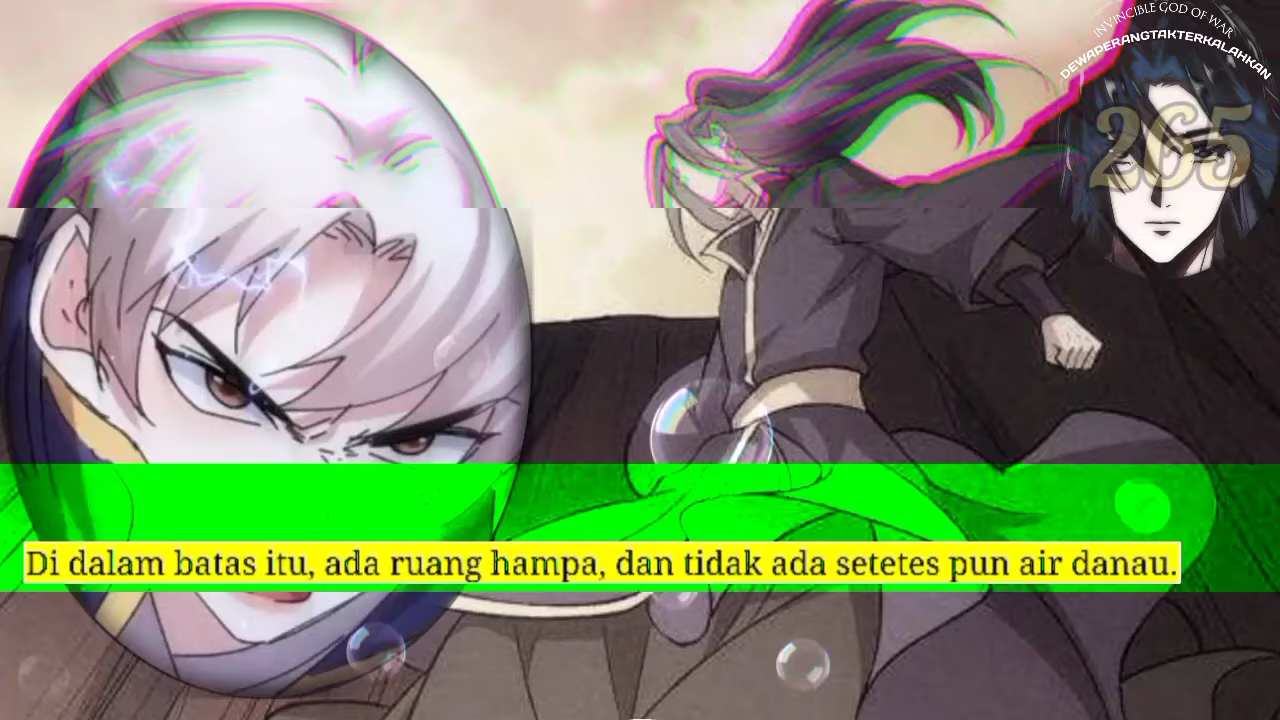 INVINCIBLE GOD OF WAR
DEWAPERANGTAKTERKALAHKAN
265
Di dalam batas itu, ada ruang hampa, dan tidak ada setetes pun air danau.